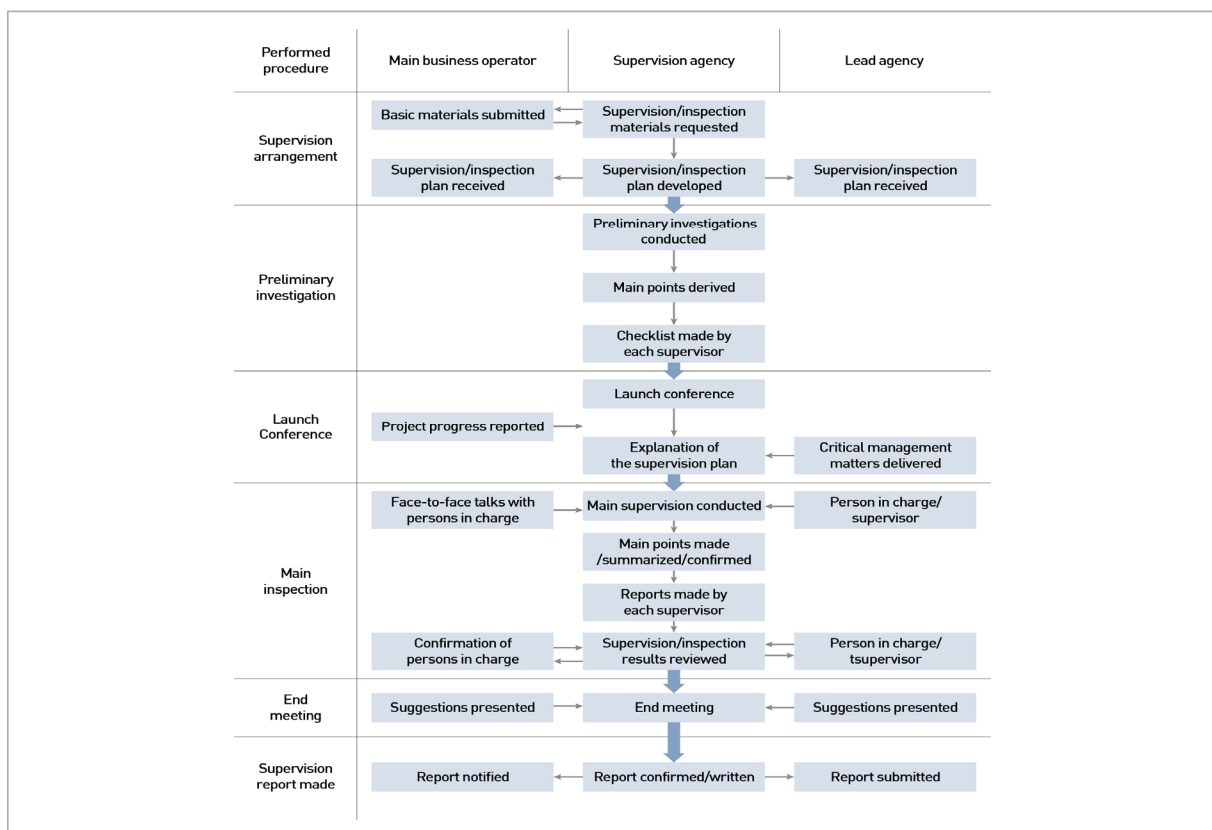 Performed
procedure
Main business operator
Supervision agency
Lead agency
Supervision
arrangement
Basic materials submitted
Supervision/inspection
materials requested
Supervision/inspection
plan received
Supervision/inspection
plan developed
Supervision/inspection
plan received
Preliminary
investigation
Preliminary investigations
conducted
Main points derived
Checklist made by
each supervisor
Launch
Conference
Launch conference
Project progress reported
Explanation of
the supervision plan
Critical management
matters delivered
Main
inspection
Face-to-face talks with
persons in charge
Main supervision conducted
Person in charge/
supervisor
Main points made
/summarized/confirmed
Reports made by
each supervisor
Confirmation of
persons in charge
Supervision/inspection
results reviewed
Person in charge/
tsupervisor
End
meeting
Suggestions presented
End meeting
Suggestions presented
Supervision
report made
Report notified
Report confirmed/written
Report submitted